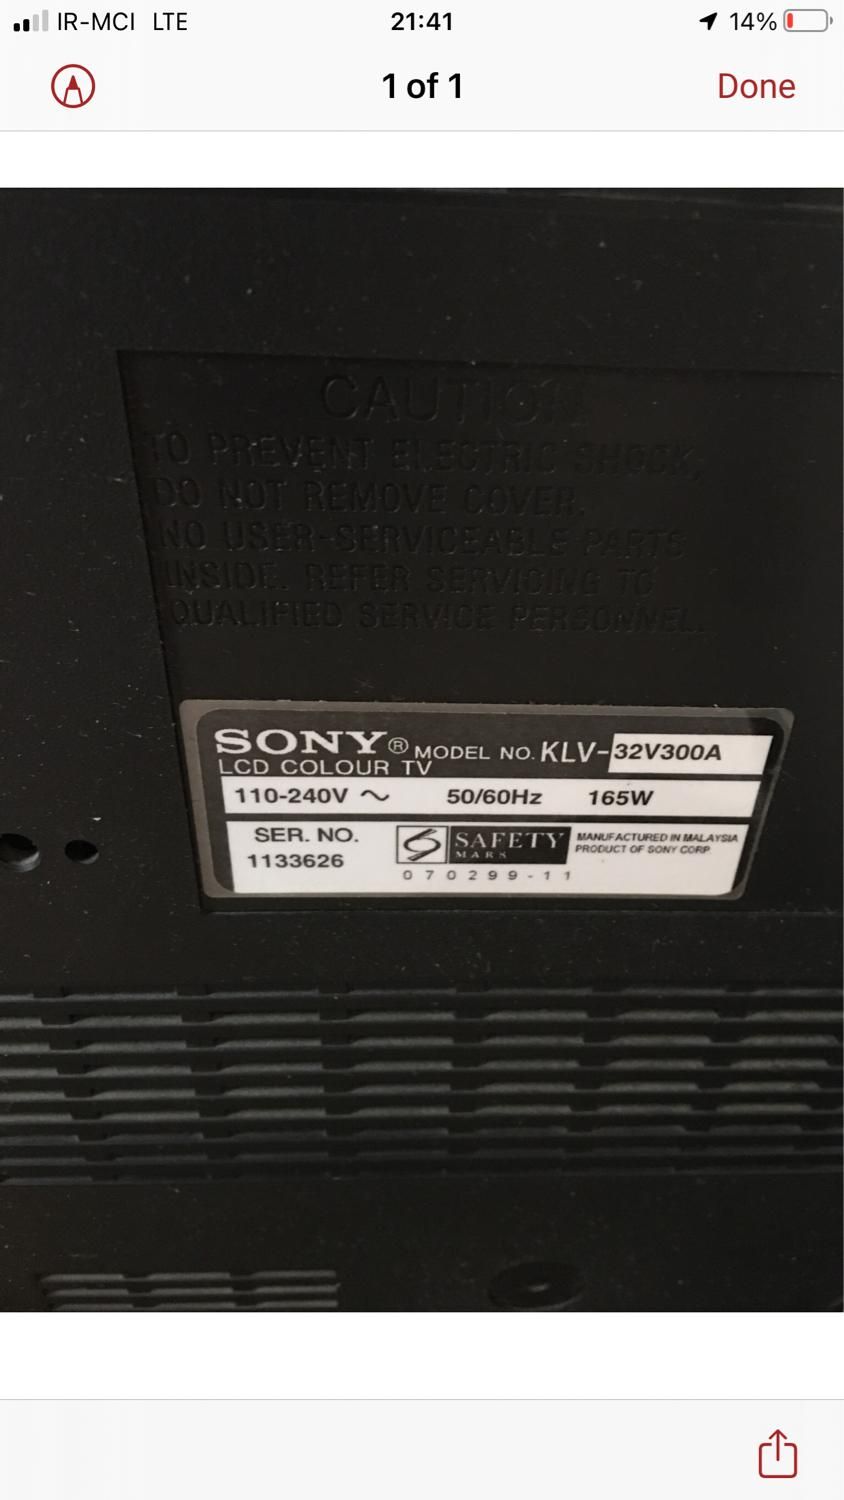 IR-MCI LTE 21:41 14%
1 of 1 Done
CAUTION
TO PREVENT ELECTRIC SHOCK,
DO NOT REMOVE COVER.
NO USER-SERVICEABLE PARTS
INSIDE. REFER SERVICING TO
QUALIFIED SERVICE PERSONNEL.
SONY® MODEL NO. KLV-32V300A
LCD COLOUR TV
110-240V ~ 50/60Hz 165W
SER. NO.
1133626
SAFETY
MARK
070299-11
MANUFACTURED IN MALAYSIA
PRODUCT OF SONY CORP.